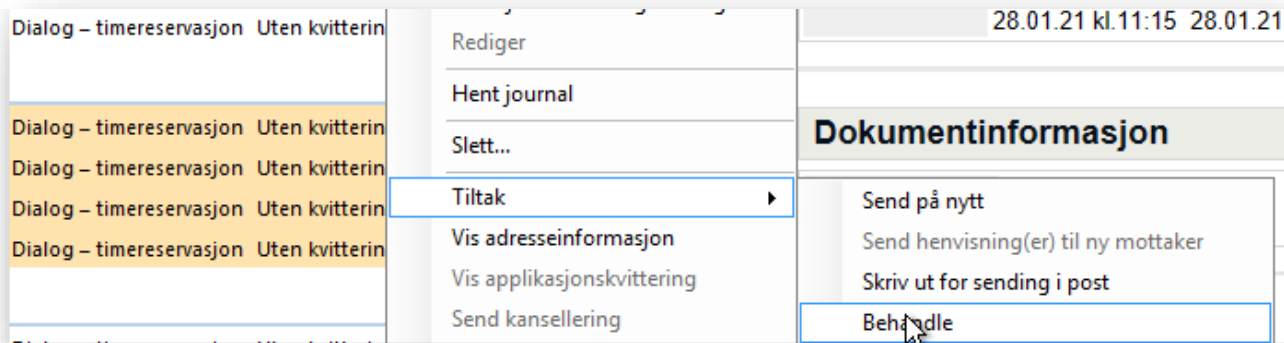 Dialog – timereservasjon Uten kvitterin
Dialog – timereservasjon Uten kvitterin
Dialog – timereservasjon Uten kvitterin
Dialog – timereservasjon Uten kvitterin
Dialog – timereservasjon Uten kvitterin
Rediger
Hent journal
Slett...
Tiltak
Vis adresseinformasjon
Vis applikasjonskvittering
Send kansellering
28.01.21 kl.11:15 28.01.21
Dokumentinformasjon
Send på nytt
Send henvisning(er) til ny mottaker
Skriv ut for sending i post
Behandle